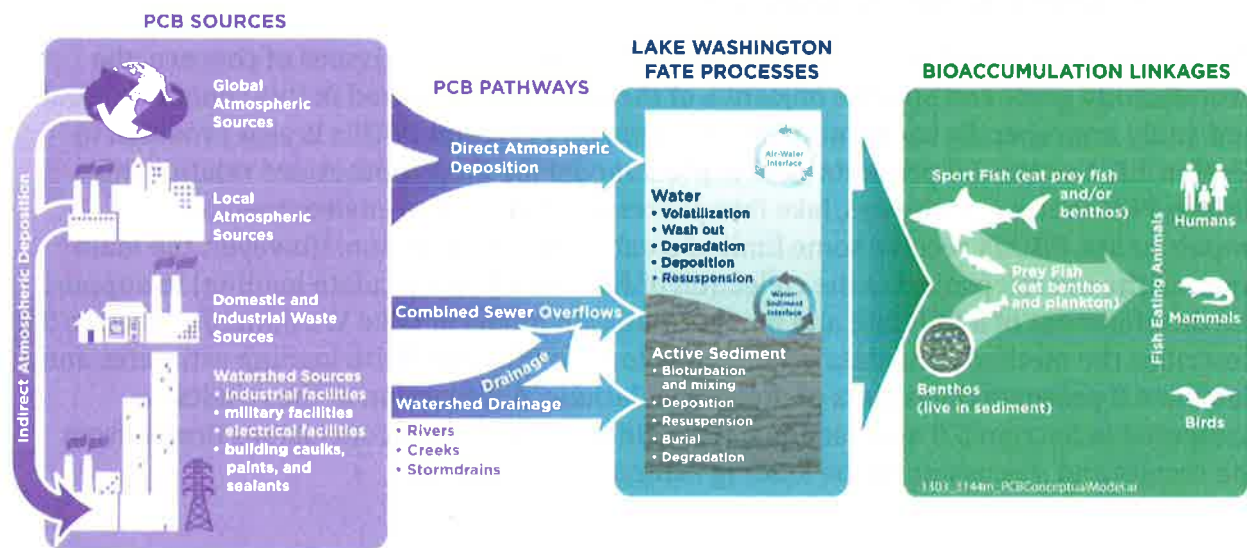 PCB SOURCES
Global
Atmospheric
Sources
Local
Atmospheric
Sources
Domestic and
Industrial Waste
Sources
Watershed Sources
• industrial facilities
• military facilities
• electrical facilities
• building caulks,
paints, and
sealants
Indirect Atmospheric Deposition
PCB PATHWAYS
Direct Atmospheric
Deposition
Combined Sewer Overflows
Drainage
Watershed Drainage
• Rivers
• Creeks
• Stormdrains
LAKE WASHINGTON
FATE PROCESSES
Air-Water
Interface
Water
• Volatilization
• Wash out
• Degradation
• Deposition
• Resuspension
Water-
Sediment
Interface
Active Sediment
• Bioturbation
and mixing
• Deposition
• Resuspension
• Burial
• Degradation
BIOACCUMULATION LINKAGES
Sport Fish (eat prey fish
and/or
benthos)
Prey Fish
(eat benthos
and plankton)
Benthos
(live in sediment)
Fish Eating Animals
Humans
Mammals
Birds
1303_3144m_PCBConceptualModel.ai